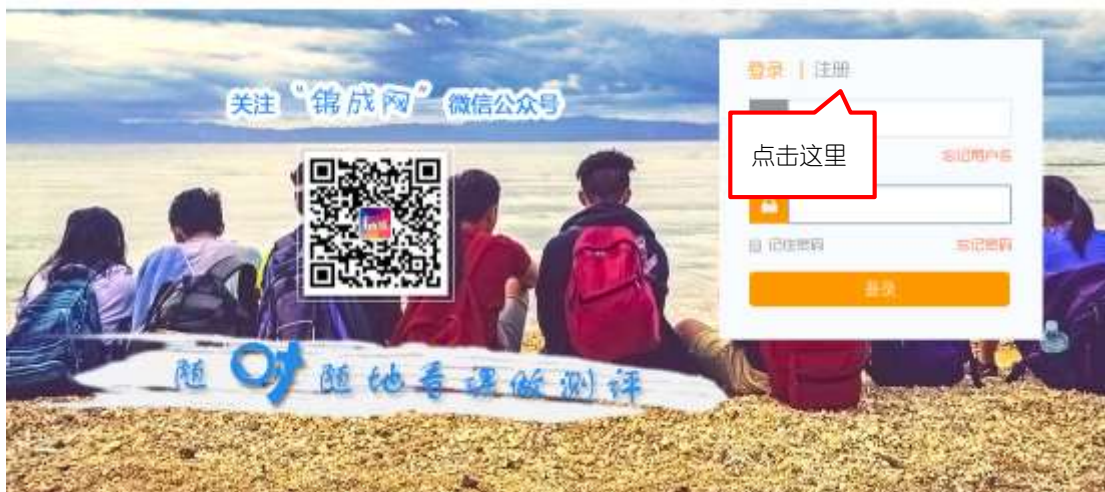 登录 | 注册
关注“锦成网”微信公众号
点击这里
忘记用户名
记住密码 忘记密码
登录
随时随地看课做测评